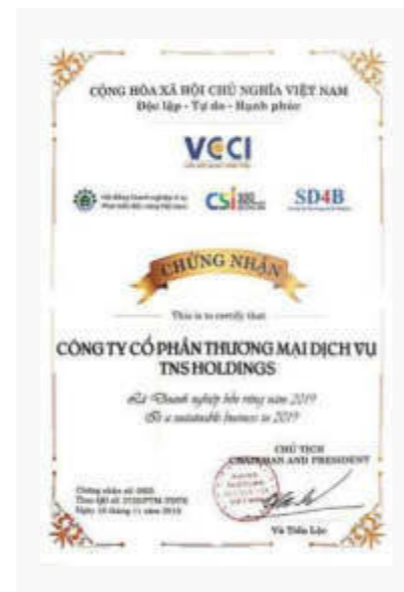 CỘNG HÒA XÃ HỘI CHỦ NGHĨA VIỆT NAM
Độc lập - Tự do - Hạnh phúc
VCCI
CSI
SD4B
CHỨNG NHẬN
This is to certify that
CÔNG TY CỔ PHẦN THƯƠNG MẠI DỊCH VỤ
TNS HOLDINGS
Là Doanh nghiệp bền vững năm 2019
Is a sustainable business in 2019
CHỦ TỊCH
CHAIRMAN AND PRESIDENT
Vũ Tiến Lộc